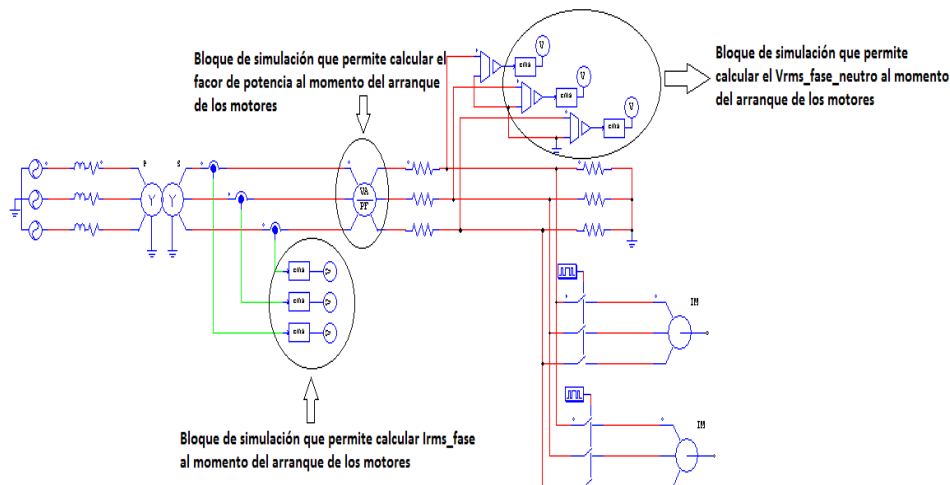 Bloque de simulación que permite calcular el
facor de potencia al momento del arranque
de los motores
Bloque de simulación que permite
calcular el Vrms_fase_neutro al momento
del arranque de los motores
V
V
V
P
S
Y
Y
VA
PF
IM
IM
Bloque de simulación que permite calcular Irms_fase
al momento del arranque de los motores